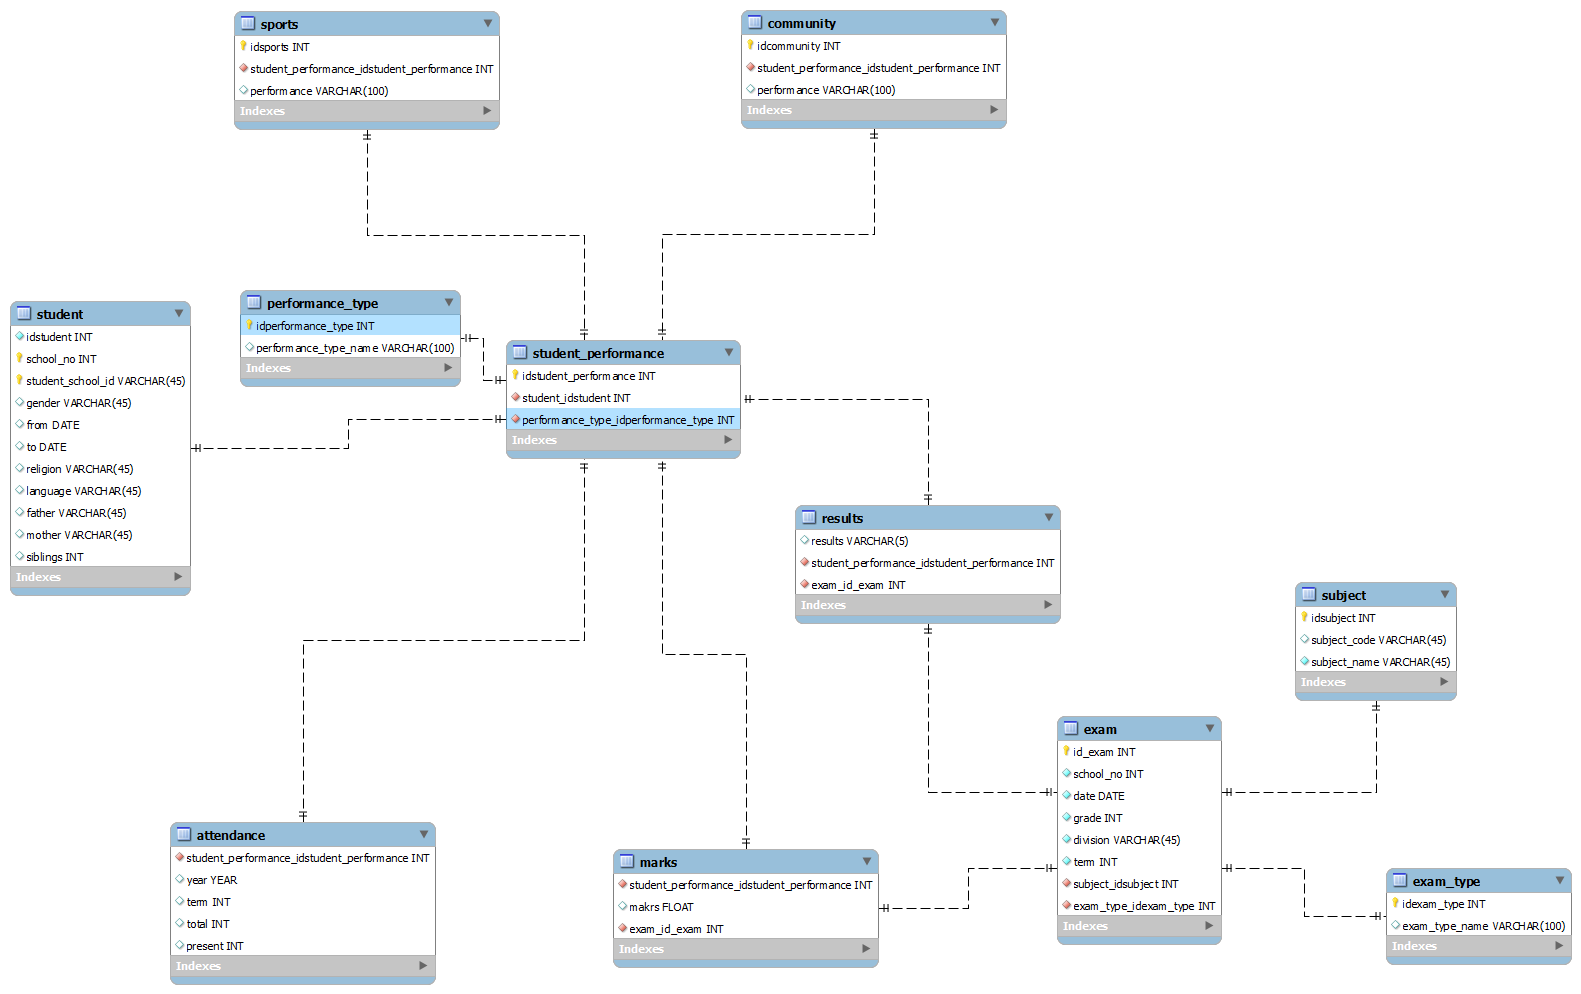 sports
idsports INT
student_performance_idstudent_performance INT
performance VARCHAR(100)
Indexes
community
idcommunity INT
student_performance_idstudent_performance INT
performance VARCHAR(100)
Indexes
student
idstudent INT
school_no INT
student_school_id VARCHAR(45)
gender VARCHAR(45)
from DATE
to DATE
religion VARCHAR(45)
language VARCHAR(45)
father VARCHAR(45)
mother VARCHAR(45)
siblings INT
Indexes
performance_type
idperformance_type INT
performance_type_name VARCHAR(100)
Indexes
student_performance
idstudent_performance INT
student_idstudent INT
performance_type_idperformance_type INT
Indexes
results
results VARCHAR(5)
student_performance_idstudent_performance INT
exam_id_exam INT
Indexes
subject
idsubject INT
subject_code VARCHAR(45)
subject_name VARCHAR(45)
Indexes
exam
id_exam INT
school_no INT
date DATE
grade INT
division VARCHAR(45)
term INT
subject_idsubject INT
exam_type_idexam_type INT
Indexes
attendance
student_performance_idstudent_performance INT
year YEAR
term INT
total INT
present INT
Indexes
marks
student_performance_idstudent_performance INT
makrs FLOAT
exam_id_exam INT
Indexes
exam_type
idexam_type INT
exam_type_name VARCHAR(100)
Indexes